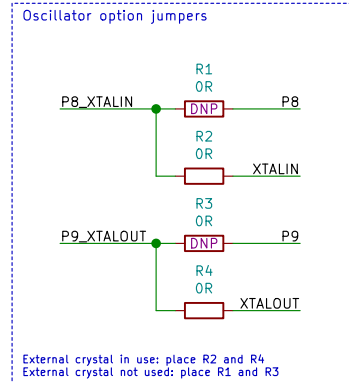 Oscillator option jumpers
R1
0R
P8_XTALIN
DNP
P8
R2
0R
XTALIN
R3
0R
P9_XTALOUT
DNP
P9
R4
0R
XTALOUT
External crystal in use: place R2 and R4
External crystal not used: place R1 and R3